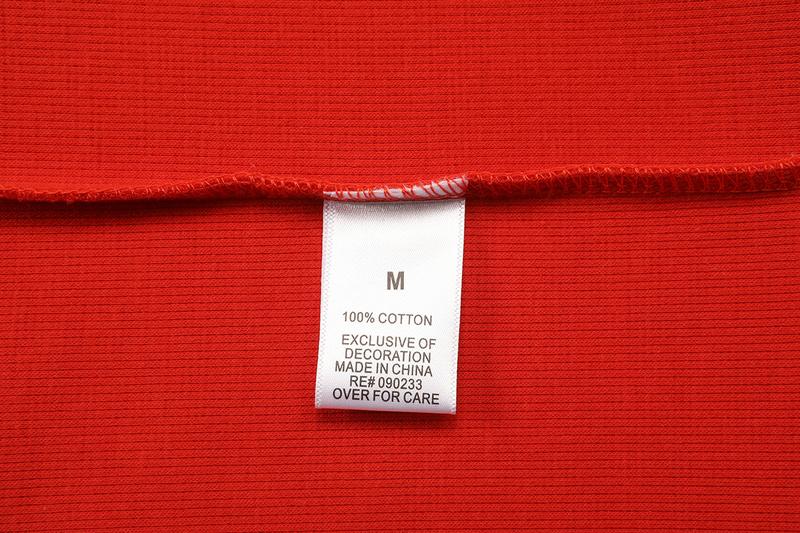 M
100% COTTON
EXCLUSIVE OF
DECORATION
MADE IN CHINA
RE# 090233
OVER FOR CARE